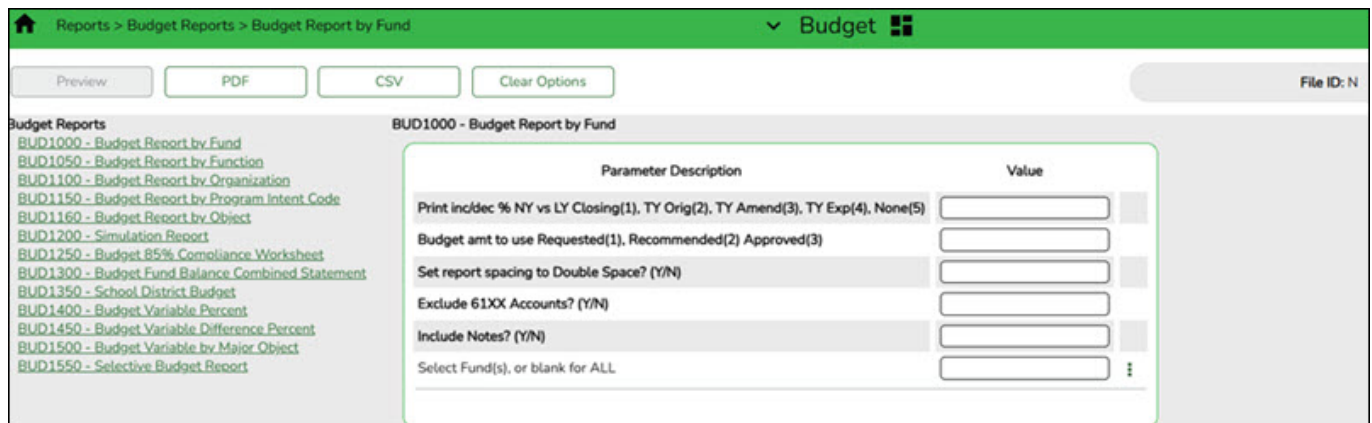 Reports > Budget Reports > Budget Report by Fund
Budget
Preview
PDF
CSV
Clear Options
File ID: N
Budget Reports
BUD1000 - Budget Report by Fund
BUD1050 - Budget Report by Function
BUD1100 - Budget Report by Organization
BUD1150 - Budget Report by Program Intent Code
BUD1160 - Budget Report by Object
BUD1200 - Simulation Report
BUD1250 - Budget 85% Compliance Worksheet
BUD1300 - Budget Fund Balance Combined Statement
BUD1350 - School District Budget
BUD1400 - Budget Variable Percent
BUD1450 - Budget Variable Difference Percent
BUD1500 - Budget Variable by Major Object
BUD1550 - Selective Budget Report
BUD1000 - Budget Report by Fund
Parameter Description Value
Print inc/dec % NY vs LY Closing(1), TY Orig(2), TY Amend(3), TY Exp(4), None(5)
Budget amt to use Requested(1), Recommended(2) Approved(3)
Set report spacing to Double Space? (Y/N)
Exclude 61XX Accounts? (Y/N)
Include Notes? (Y/N)
Select Fund(s), or blank for ALL